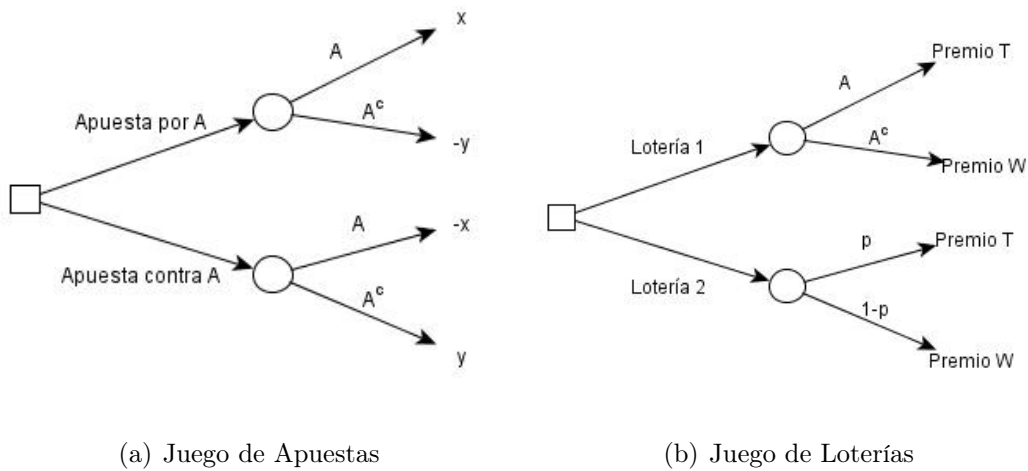 x
A
A^c
Apuesta por A
-y
A
-x
Apuesta contra A
A^c
y
(a) Juego de Apuestas
Premio T
A
Lotería 1
A^c
Premio W
p
Premio T
Lotería 2
1-p
Premio W
(b) Juego de Loterías